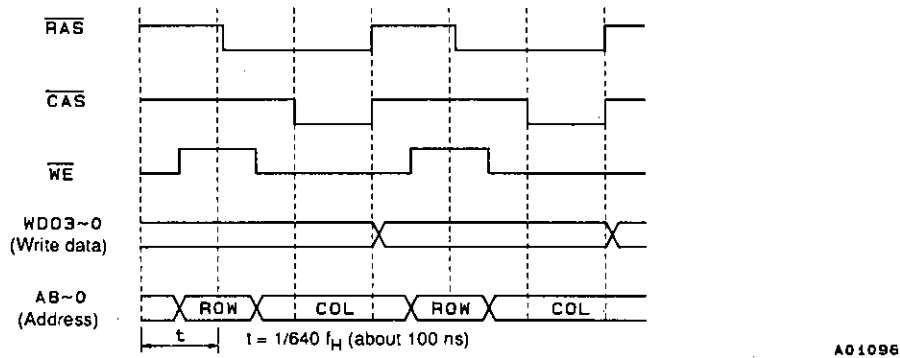 RAS
CAS
WE
WD03~0
(Write data)
A8~0
(Address)
ROW COL ROW COL
t
t = 1/640 fH (about 100 ns)
A01096